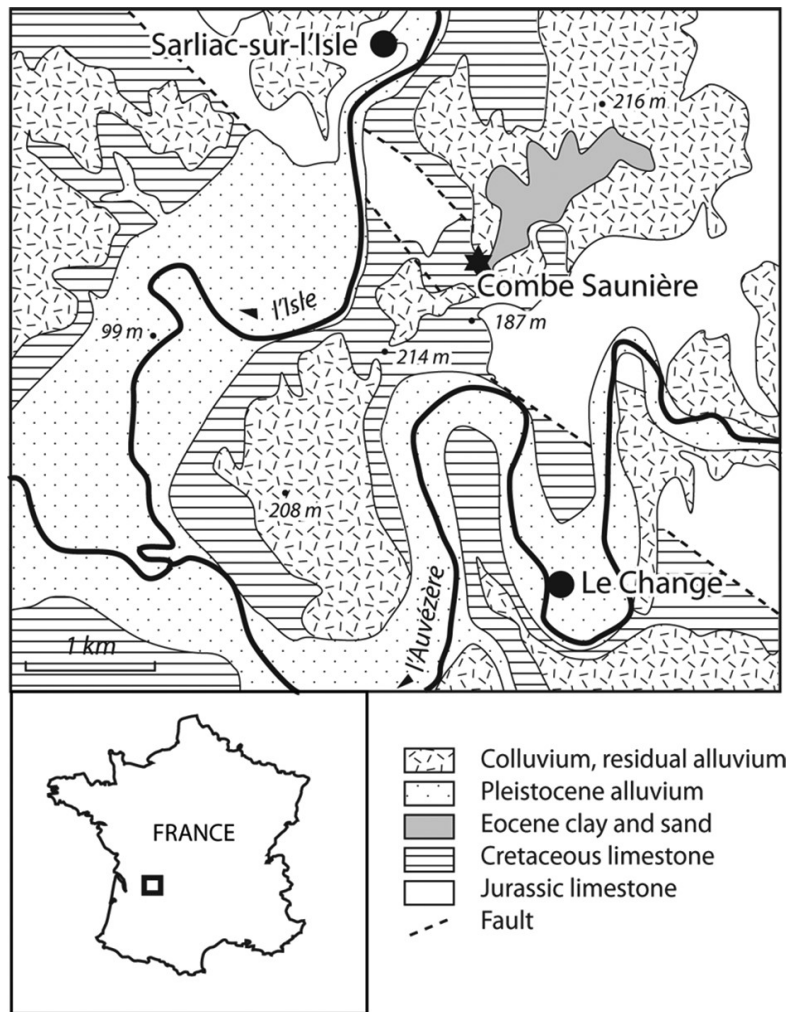 Sarliac-sur-l'Isle
216 m
Combe Saunière
l'Isle
187 m
99 m
214 m
208 m
Le Change
l'Auvézère
1 km
FRANCE
Colluvium, residual alluvium
Pleistocene alluvium
Eocene clay and sand
Cretaceous limestone
Jurassic limestone
Fault